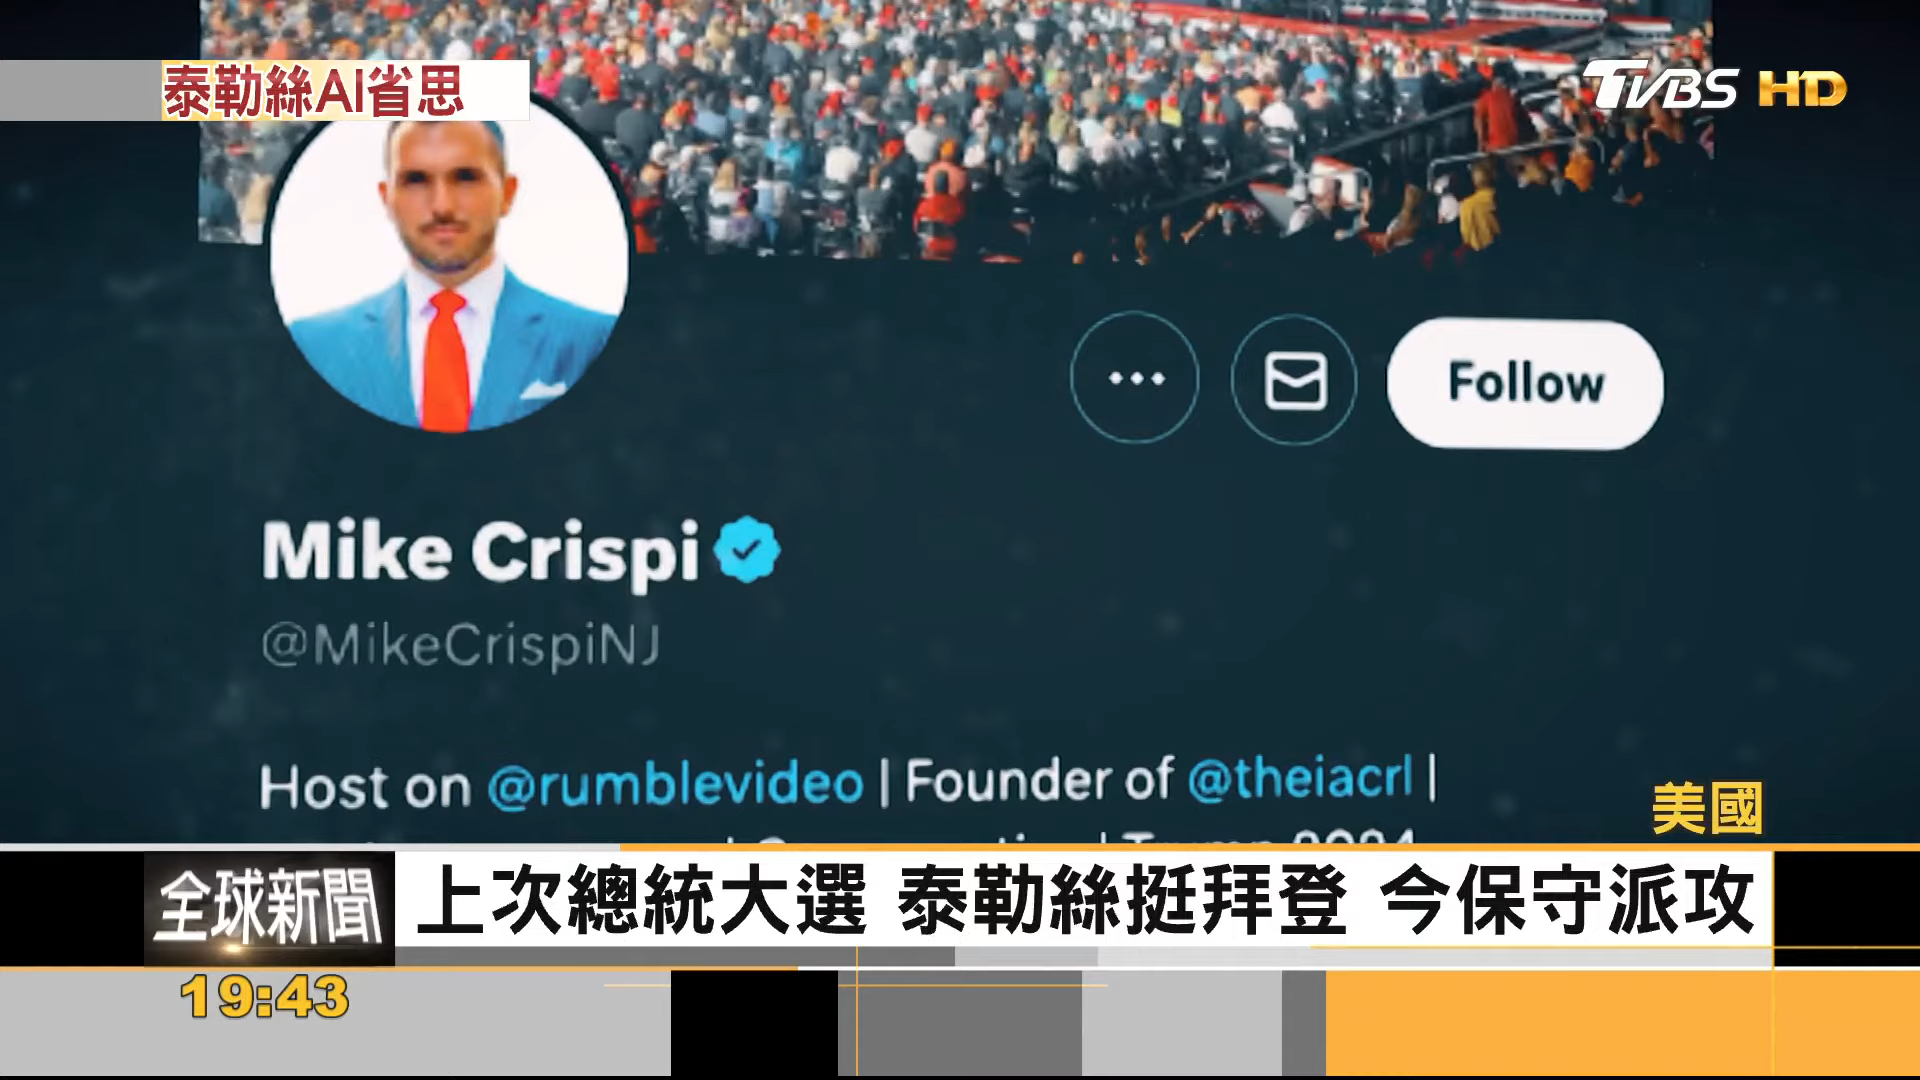 泰勒絲AI省思
TVBS HD
Follow
Mike Crispi
@MikeCrispiNJ
Host on @rumblevideo | Founder of @theiacrl |
Trump 2024
美國
全球新聞
上次總統大選 泰勒絲挺拜登 今保守派攻
19:43